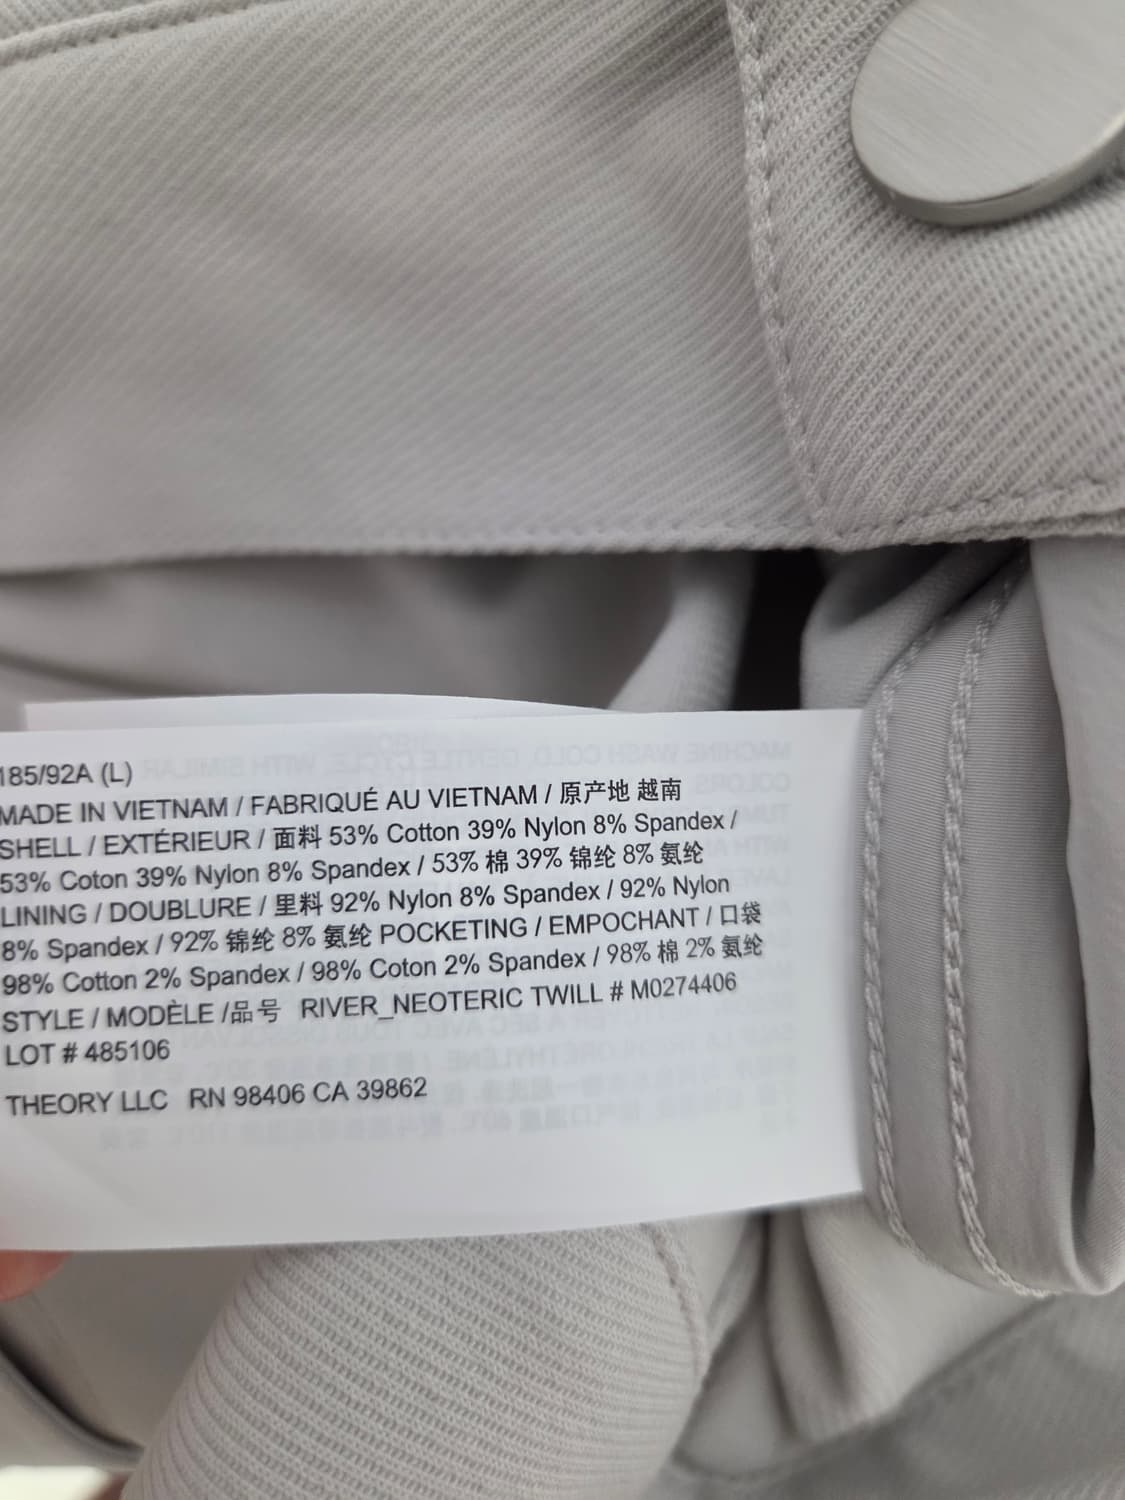 185/92A (L)
MADE IN VIETNAM / FABRIQUÉ AU VIETNAM / 原产地 越南
SHELL / EXTÉRIEUR / 面料 53% Cotton 39% Nylon 8% Spandex /
53% Coton 39% Nylon 8% Spandex / 53% 棉 39% 锦纶 8% 氨纶
LINING / DOUBLURE / 里料 92% Nylon 8% Spandex / 92% Nylon
8% Spandex / 92% 锦纶 8% 氨纶 POCKETING / EMPOCHANT / 口袋
98% Cotton 2% Spandex / 98% Coton 2% Spandex / 98% 棉 2% 氨纶
STYLE / MODÈLE /品号 RIVER_NEOTERIC TWILL # M0274406
LOT # 485106
THEORY LLC RN 98406 CA 39862